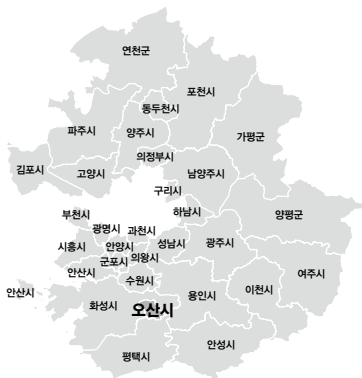 연천군
포천시
동두천시
파주시
양주시
가평군
의정부시
김포시
고양시
남양주시
구리시
하남시
양평군
부천시
광명시
과천시
시흥시
안양시
성남시
광주시
군포시
의왕시
여주시
안산시
수원시
안산시
용인시
이천시
화성시
오산시
안성시
평택시